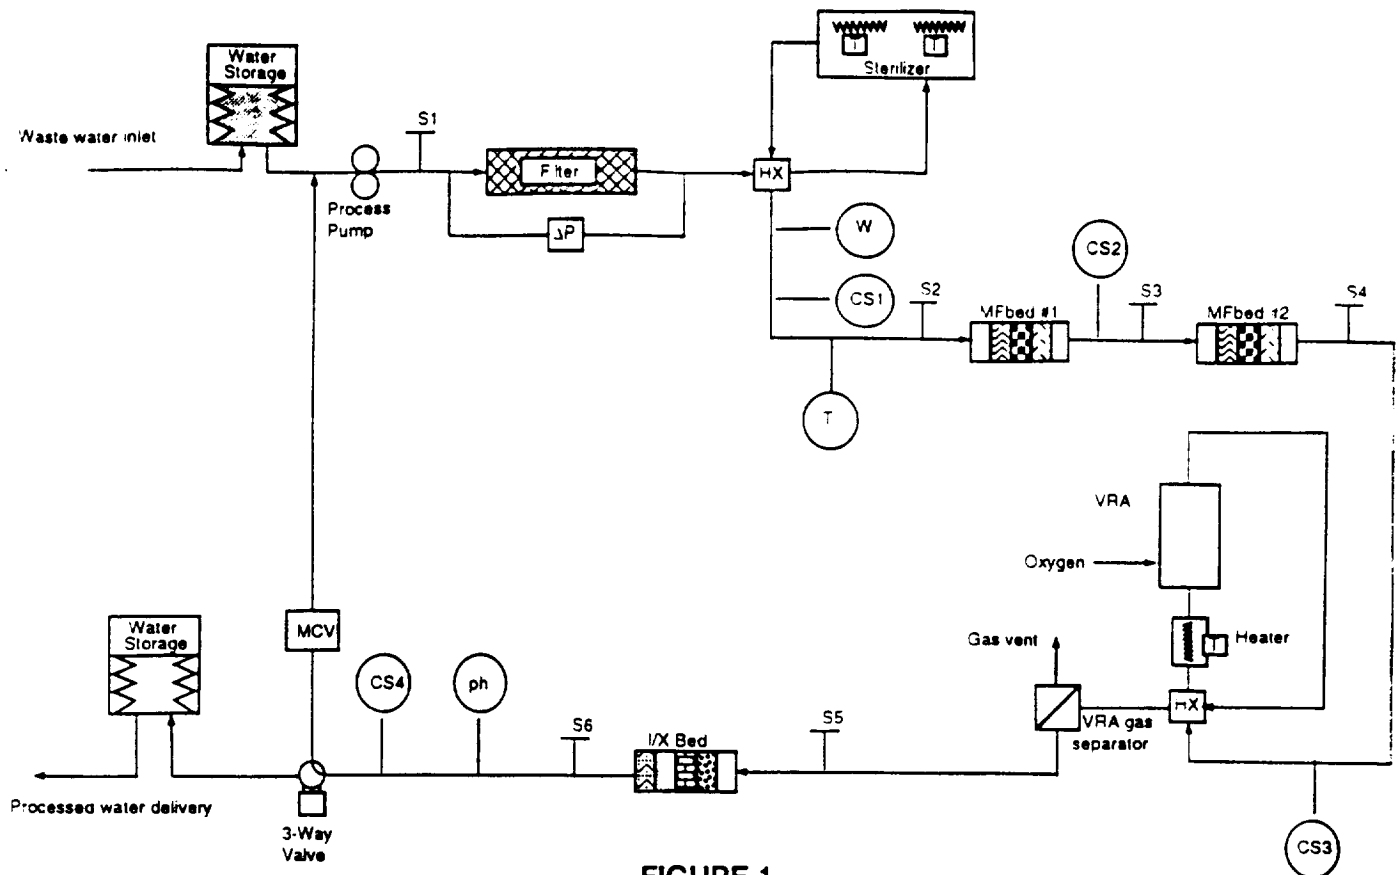 Water
Storage
Waste water inlet
S1
Filter
Process
Pump
ΔP
HX
T
T
Sterilizer
W
CS1
T
S2
MFbed #1
CS2
S3
MFbed #2
S4
VRA
Oxygen
T
Heater
HX
Gas vent
VRA gas
separator
CS3
S5
I/X Bed
S6
ph
CS4
MCV
3-Way
Valve
Water
Storage
Processed water delivery
FIGURE 1